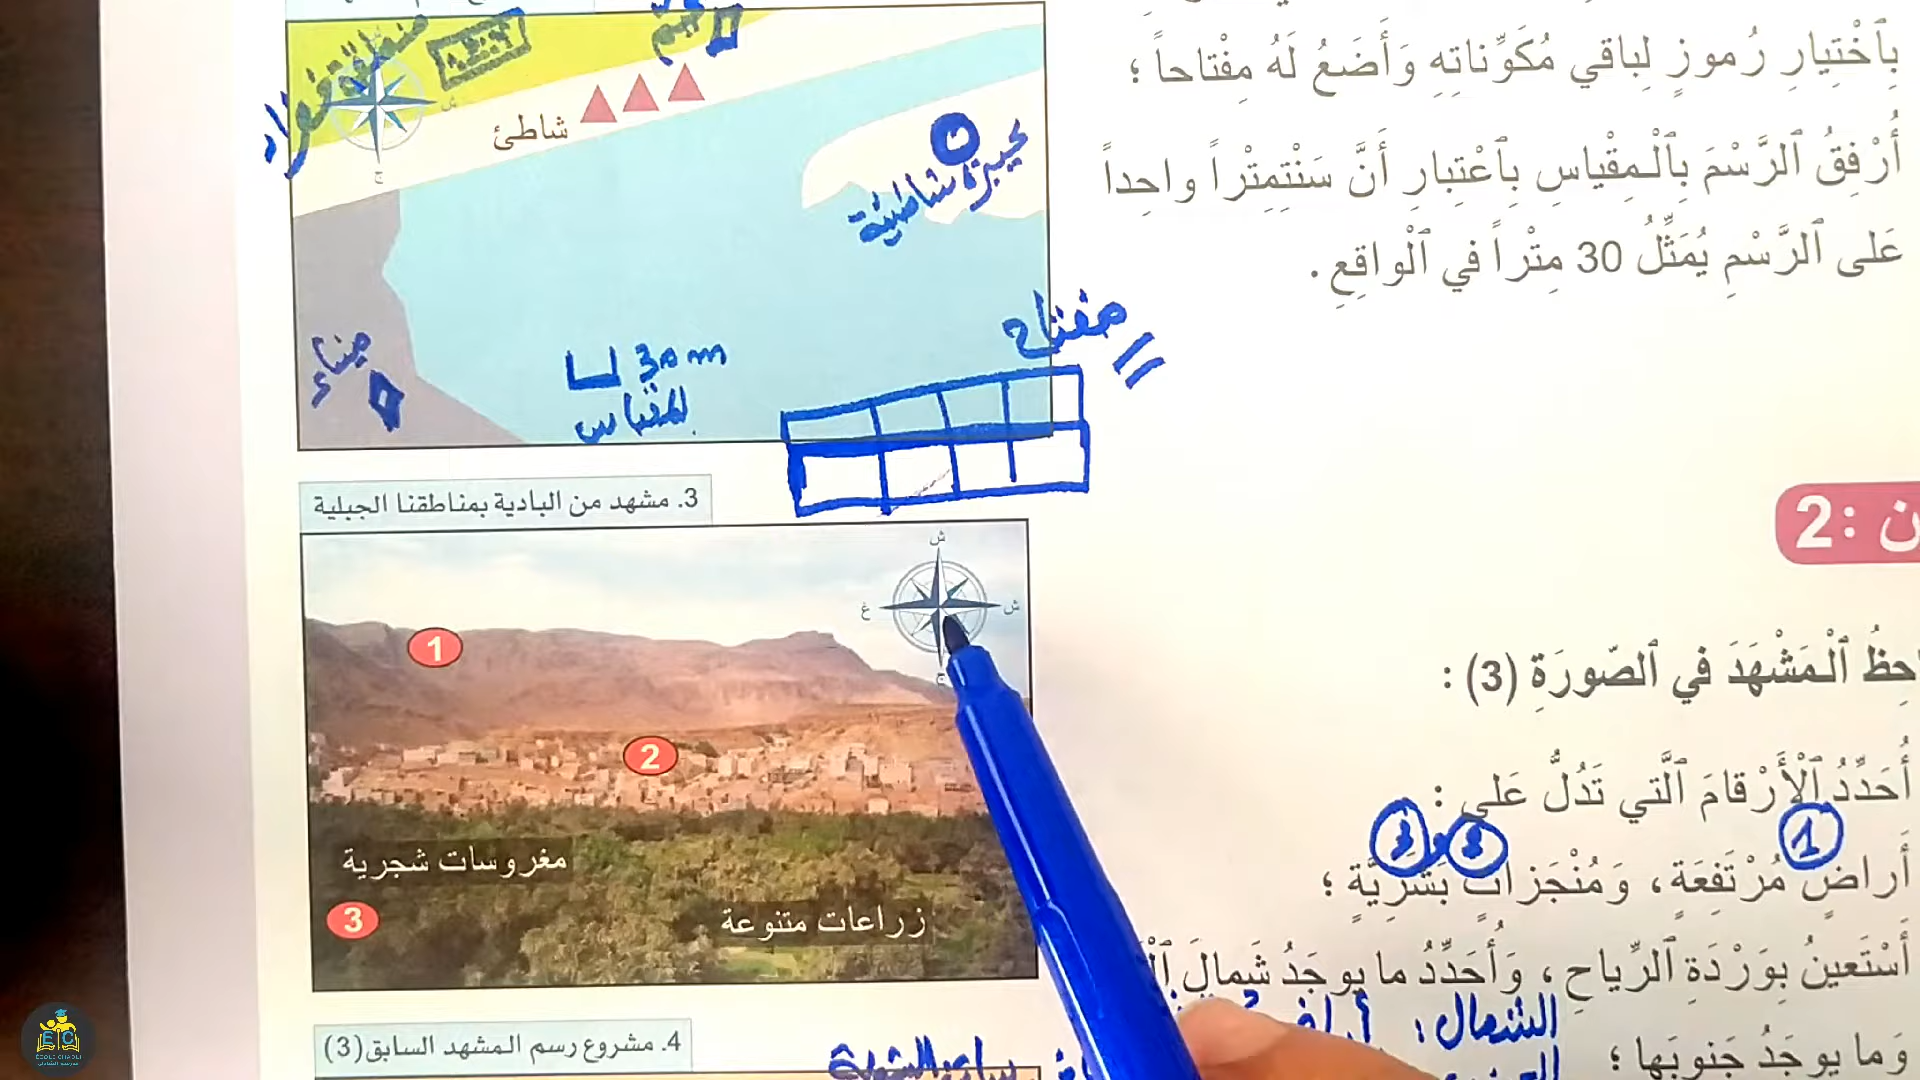 بِٱخْتِيارِ رُموزٍ لِباقي مُكَوِّناتِهِ وَأَضَعُ لَهُ مِفْتاحاً ؛
أُرْفِقُ ٱلرَّسْمَ بِٱلْمِقْياسِ بِٱعْتِبارِ أَنَّ سَنْتِمِتْراً واحِداً
عَلى ٱلرَّسْمِ يُمَثِّلُ 30 مِتْراً في ٱلْواقِعِ.
شاطئ
ج
بحيرة شاطئية
ميناء
30 m
المقياس
مفتاح
3. مشهد من البادية بمناطقنا الجبلية
ش
غ
ش
ج
1
2
مغروسات شجرية
3
زراعات متنوعة
ن 2:
حِظُ ٱلْمَشْهَدَ في ٱلصّورَةِ (3) :
أُحَدِّدُ ٱلْأَرْقامَ ٱلَّتي تَدُلُّ عَلى :
1
أَراضٍ مُرْتَفِعَةٍ، وَمُنْجَزاتٍ بَشَرِيَّةٍ ؛
أَسْتَعينُ بِوَرْدَةِ ٱلرِّياحِ، وَأُحَدِّدُ ما يوجَدُ شَمالَ
الشمال :
وَما يوجَدُ جَنوبَها ؛
4. مشروع رسم المشهد السابق(3)
ECOLE CHADLI